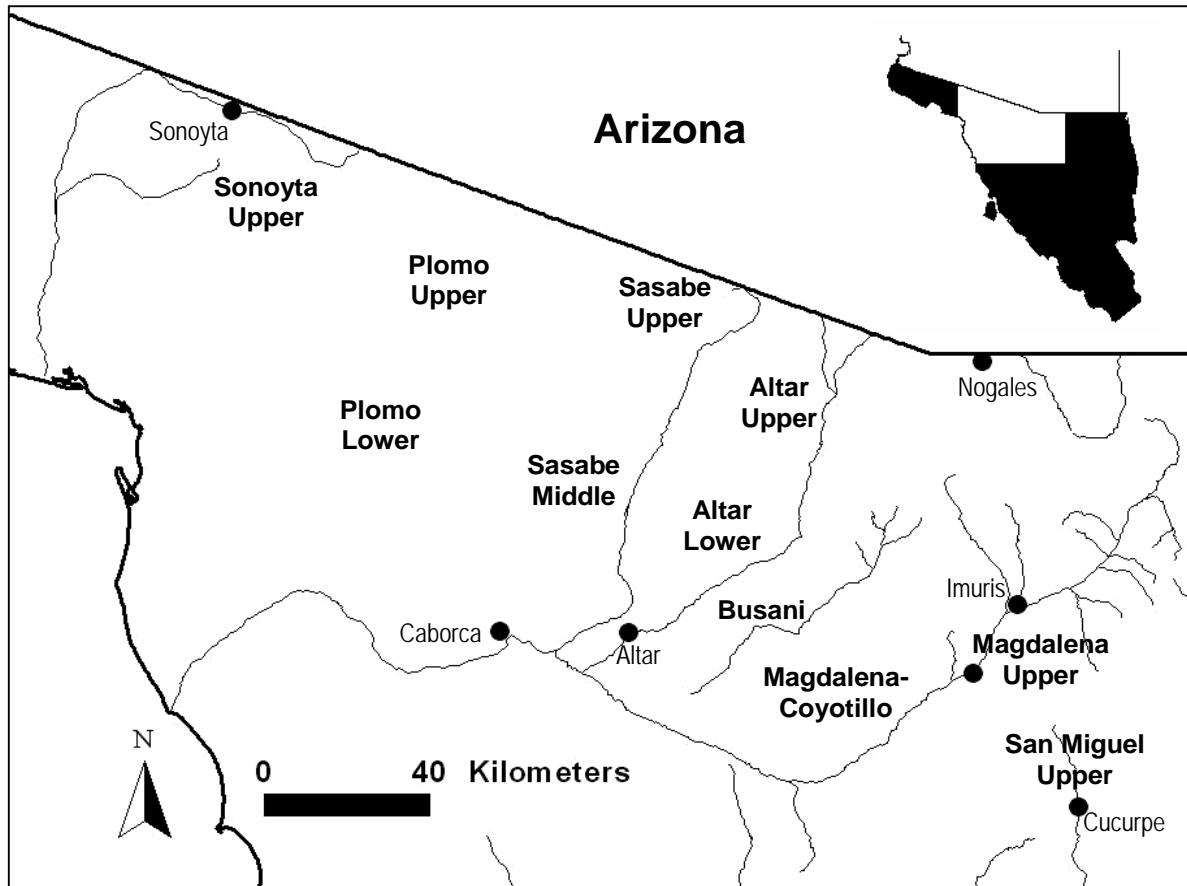 Arizona
Sonoyta
Sonoyta
Upper
Plomo
Upper
Sasabe
Upper
Nogales
Altar
Upper
Plomo
Lower
Sasabe
Middle
Altar
Lower
Imuris
Busani
Caborca
Altar
Magdalena
Upper
Magdalena-
Coyotillo
San Miguel
Upper
N
0 40 Kilometers
Cucurpe